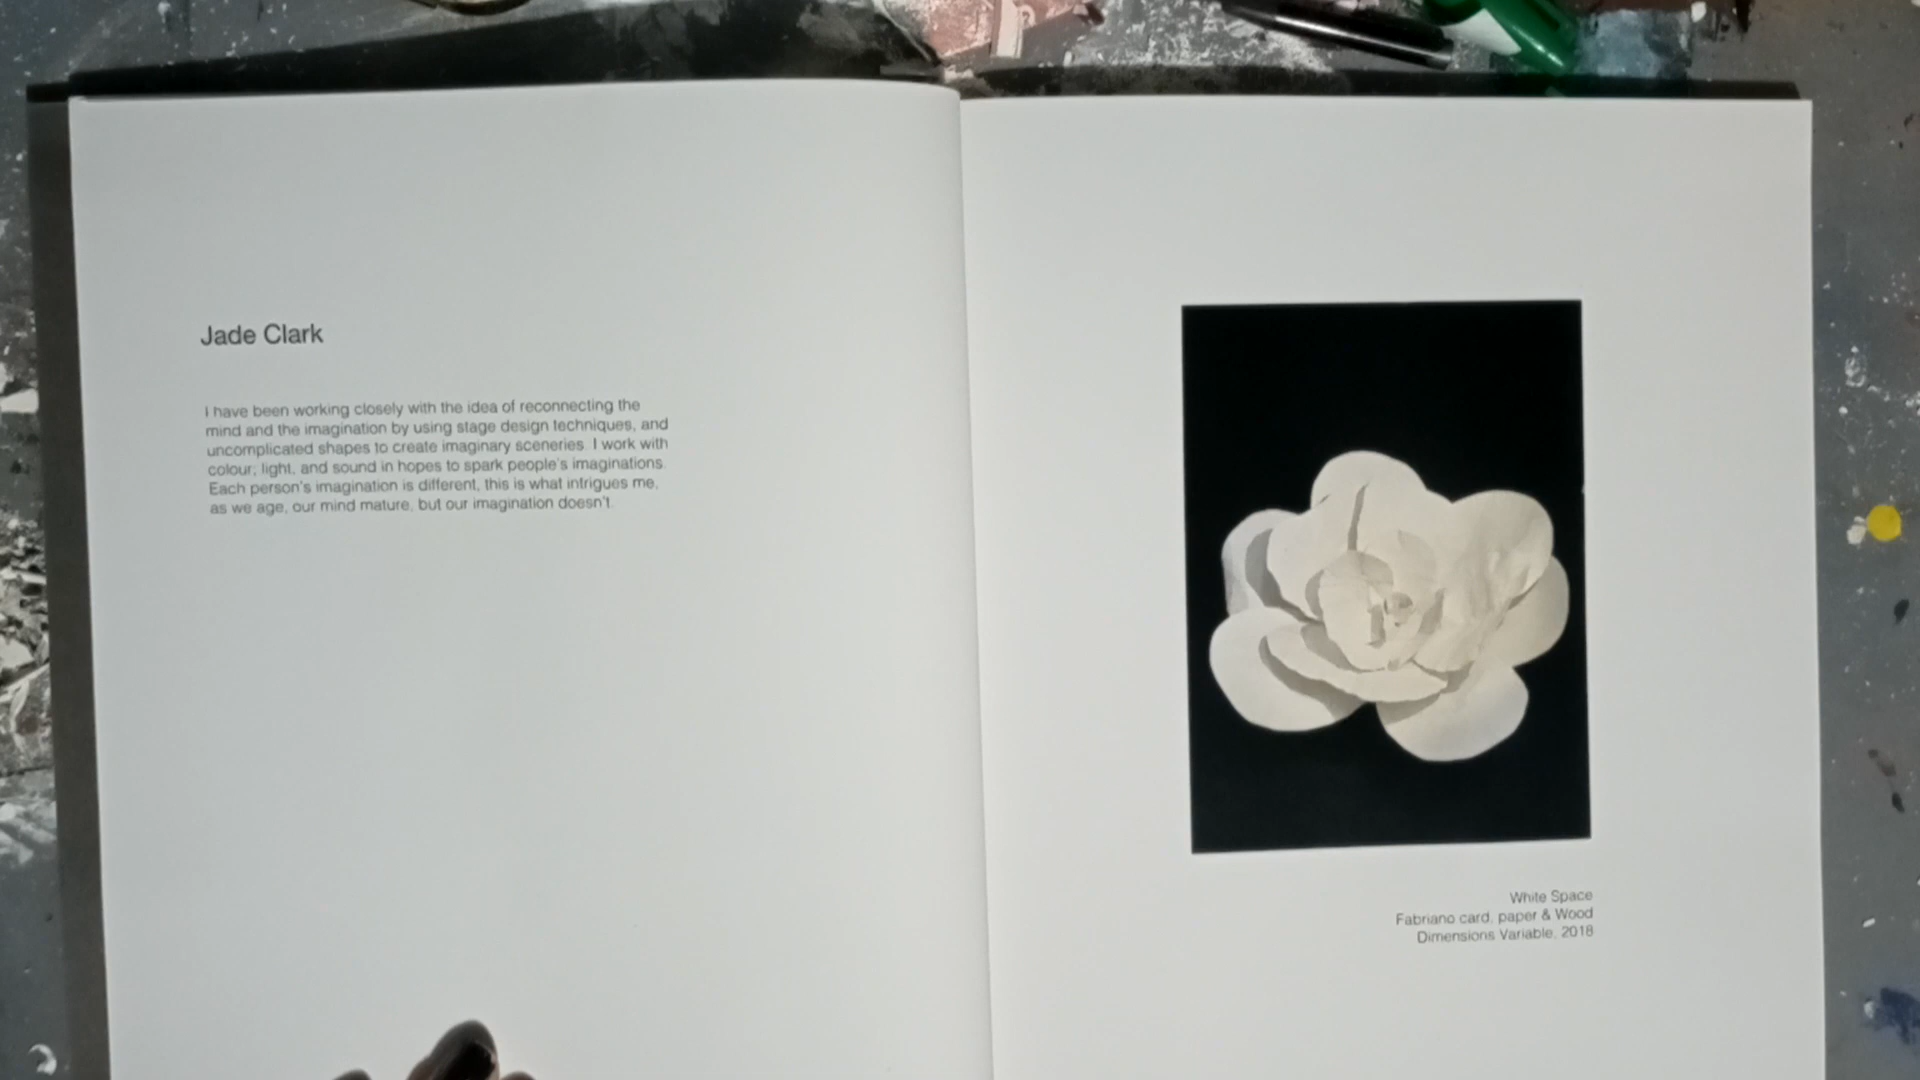 Jade Clark
I have been working closely with the idea of reconnecting the
mind and the imagination by using stage design techniques, and
uncomplicated shapes to create imaginary sceneries. I work with
colour; light, and sound in hopes to spark people's imaginations.
Each person's imagination is different, this is what intrigues me,
as we age, our mind mature, but our imagination doesn't.
White Space
Fabriano card, paper & Wood
Dimensions Variable, 2018